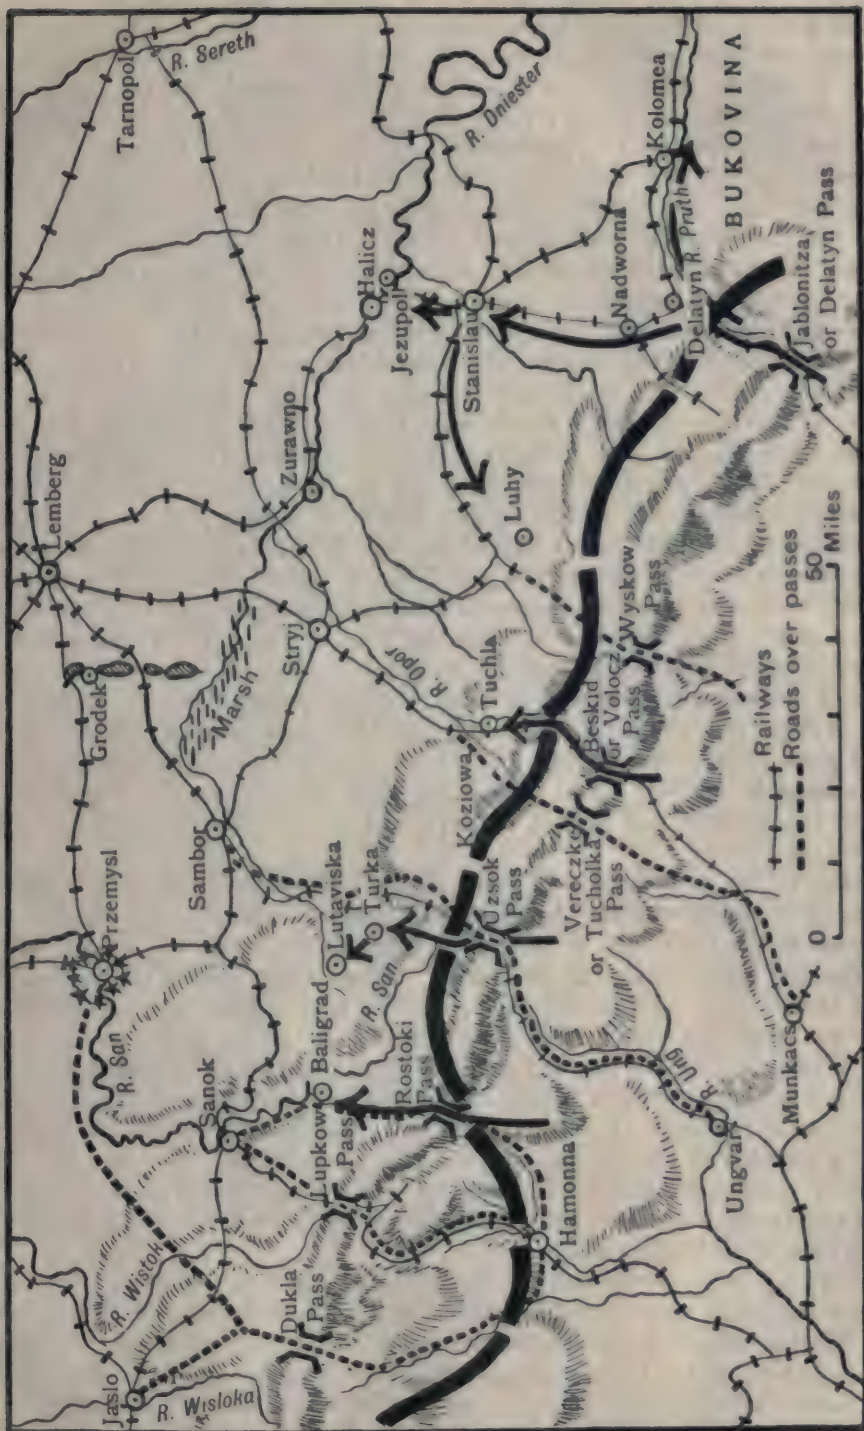 Tarnopol
R. Sereth
R. Dniester
Kolomea
BUKOVINA
Lemberg
Halicz
Jezupol
Stanislau
Nadworna
Delatyn
R. Pruth
Jablonitza
or Delatyn Pass
Zurawno
Luhy
Grodek
Marsh
Stryj
R. Opor
Tuchla
Wyskow
Pass
Beskid
or Volocz
Pass
Koziowa
Vereczke
or Tucholka
Pass
Przemysl
Sambor
Lutaviska
Turka
Uzsok
Pass
R. San
R. San
Sanok
Baligrad
Rostoki
Pass
Lupkow
Pass
R. Ung
Munkacs
Ungvar
Hamonna
R. Wistok
Dukla
Pass
Jaslo
R. Wisloka
Railways
Roads over passes
0
50
Miles